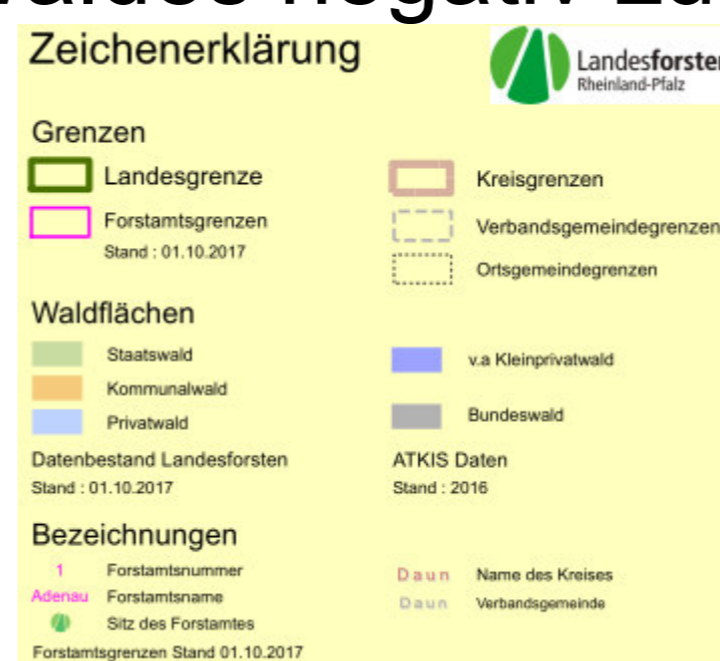 Zeichenerklärung
Landesforsten
Rheinland-Pfalz
Grenzen
Landesgrenze
Kreisgrenzen
Forstamtsgrenzen
Stand : 01.10.2017
Verbandsgemeindegrenzen
Ortsgemeindegrenzen
Waldflächen
Staatswald
v.a Kleinprivatwald
Kommunalwald
Privatwald
Bundeswald
Datenbestand Landesforsten
Stand : 01.10.2017
ATKIS Daten
Stand : 2016
Bezeichnungen
1 Forstamtsnummer
Daun Name des Kreises
Adenau Forstamtsname
Daun Verbandsgemeinde
Sitz des Forstamtes
Forstamtsgrenzen Stand 01.10.2017